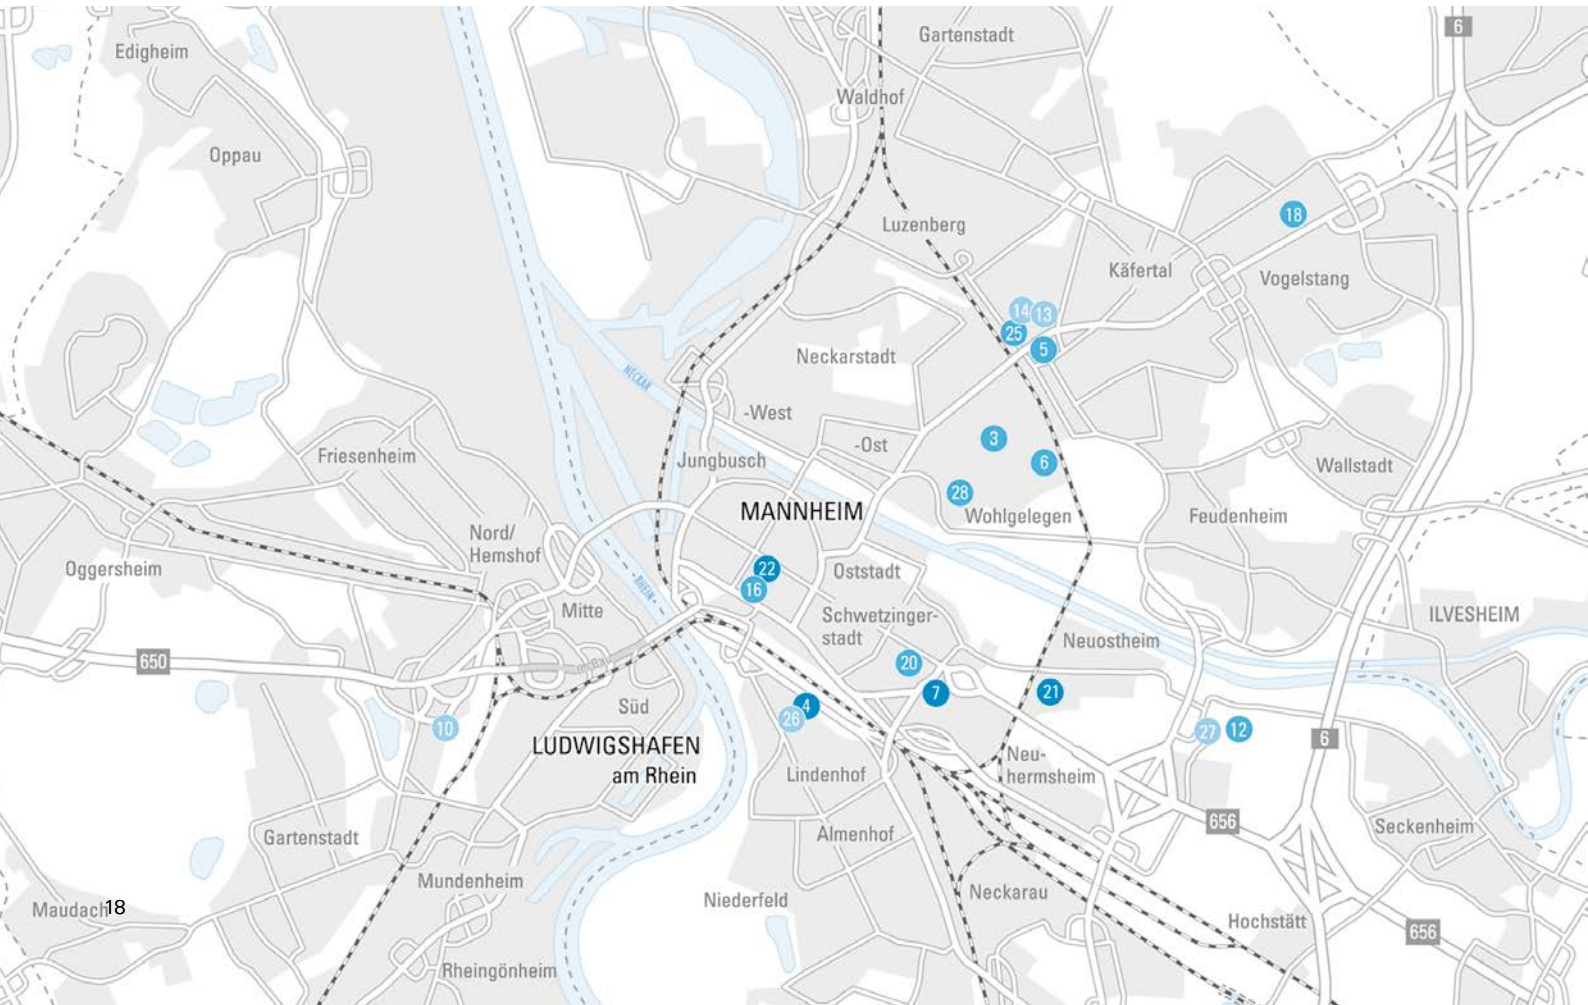 Gartenstadt
6
Edigheim
Waldhof
Oppau
18
Luzenberg
Käfertal
Vogelstang
14
13
25
5
Neckarstadt
NECKAR
-West
-Ost
3
Friesenheim
Jungbusch
6
Wallstadt
28
MANNHEIM
Wohlgelegen
Feudenheim
Nord/
Hemshof
Oggersheim
22
Oststadt
16
- RHEIN -
Mitte
Schwetzinger-
stadt
ILVESHEIM
Neuostheim
650
20
7
21
Süd
4
26
10
27
12
6
LUDWIGSHAFEN
am Rhein
Lindenhof
Neu-
hermsheim
656
Gartenstadt
Almenhof
Seckenheim
Mundenheim
Neckarau
Niederfeld
Maudach
18
Hochstätt
656
Rheingönheim